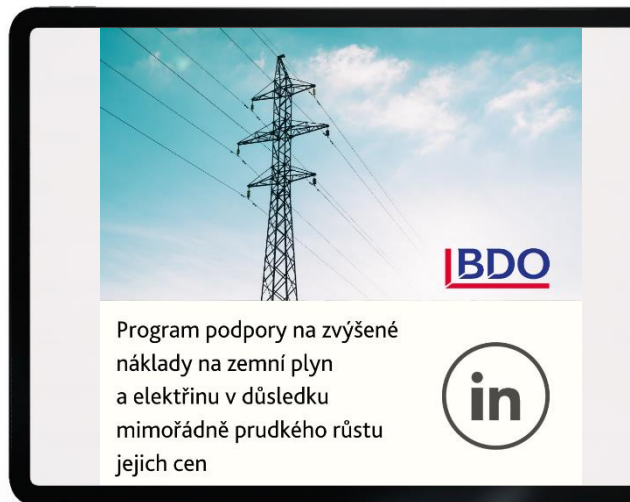 BDO
Program podpory na zvýšené
náklady na zemní plyn
a elektřinu v důsledku
mimořádně prudkého růstu
jejich cen
in